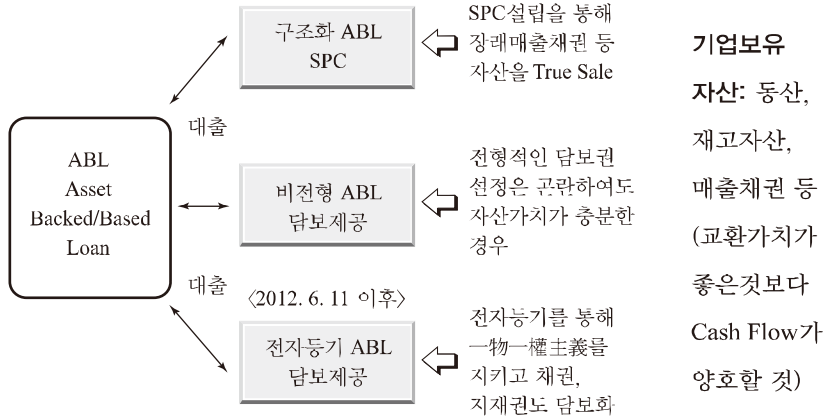 구조화 ABL
SPC
SPC설립을 통해
장래매출채권 등
자산을 True Sale
대출
ABL
Asset
Backed/Based
Loan
비전형 ABL
담보제공
전형적인 담보권
설정은 곤란하여도
자산가치가 충분한
경우
대출
〈2012. 6. 11 이후〉
전자등기 ABL
담보제공
전자등기를 통해
一物一權主義를
지키고 채권,
지재권도 담보화
기업보유
자산: 동산,
재고자산,
매출채권 등
(교환가치가
좋은것보다
Cash Flow가
양호할 것)